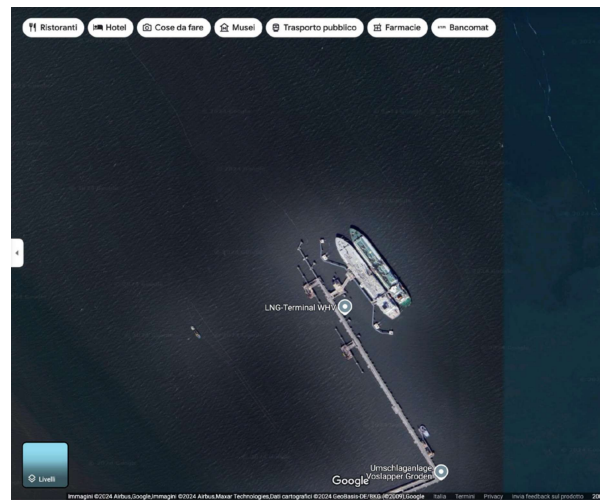 Ristoranti
Hotel
Cose da fare
Musei
Trasporto pubblico
Farmacie
Bancomat
LNG-Terminal WHV
Umschlaganlage
Voslapper Groden
Google
Livelli
Immagini ©2024 Airbus,Google,Immagini ©2024 Airbus,Maxar Technologies,Dati cartografici ©2024 GeoBasis-DE/BKG (©2009),Google Italia Termini Privacy Invia feedback sul prodotto